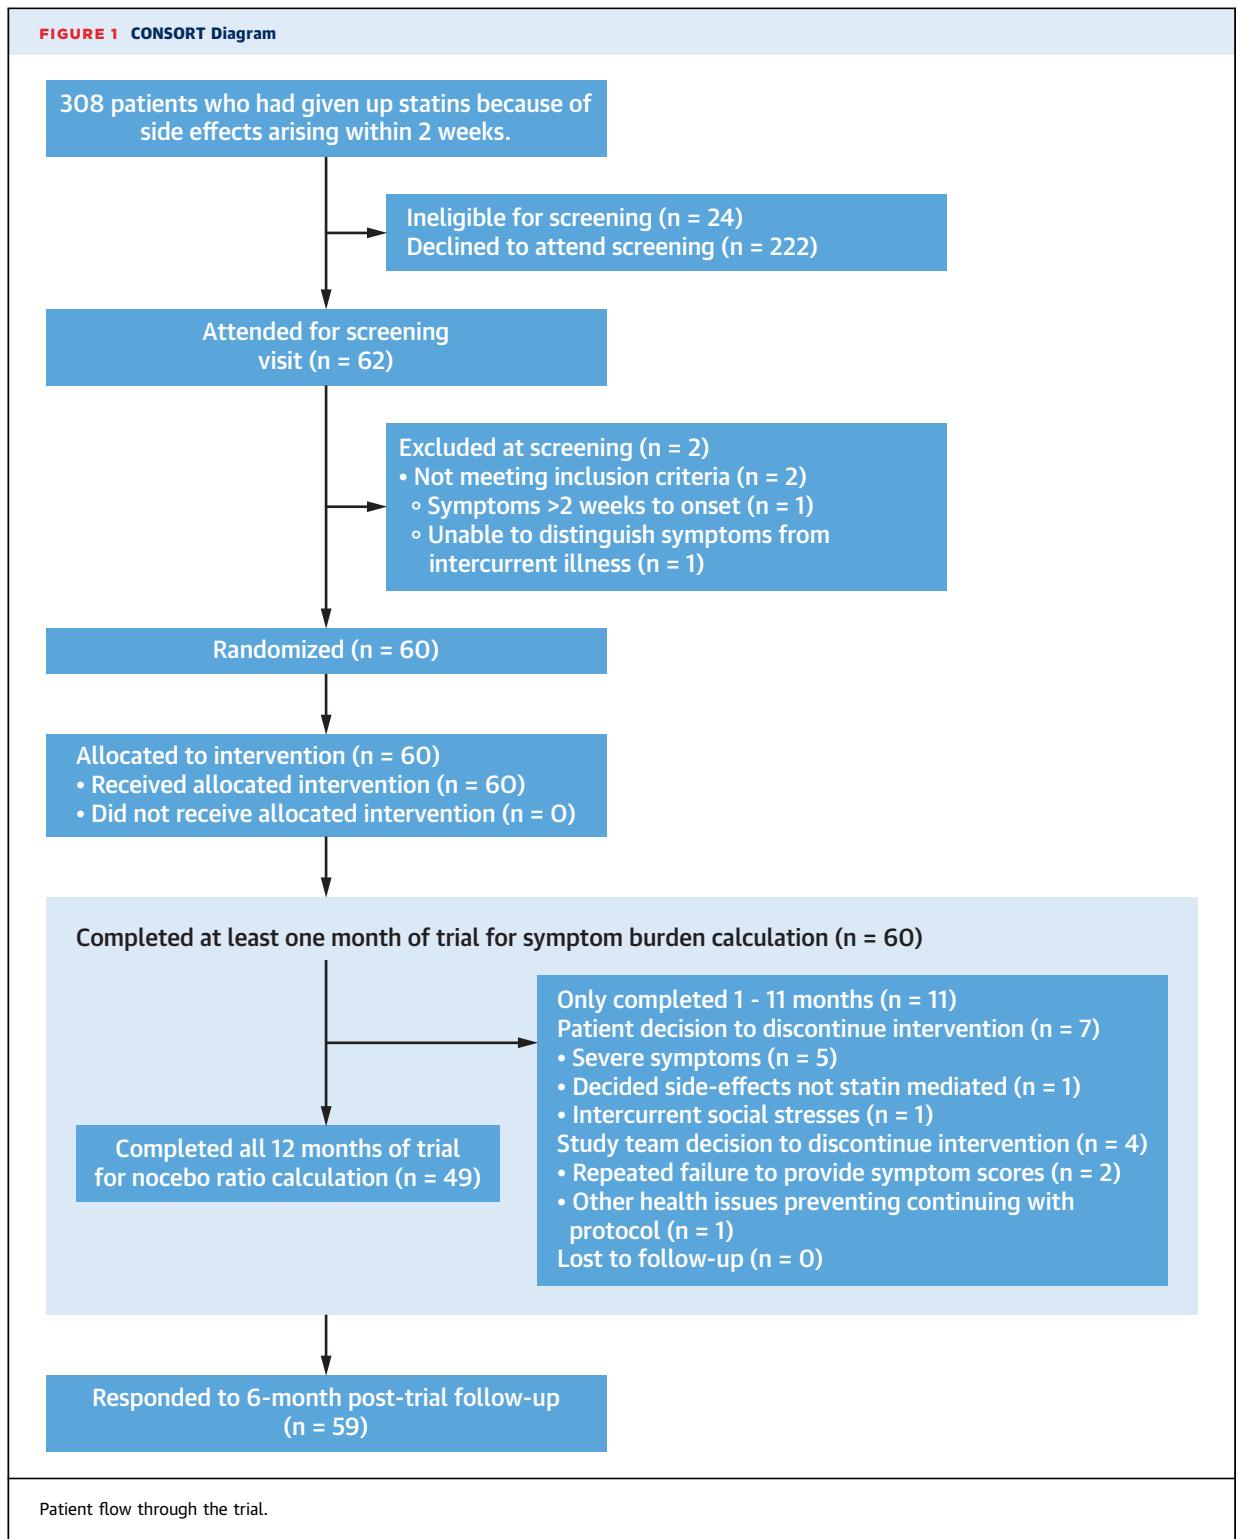 FIGURE 1 CONSORT Diagram
308 patients who had given up statins because of
side effects arising within 2 weeks.
Ineligible for screening (n = 24)
Declined to attend screening (n = 222)
Attended for screening
visit (n = 62)
Excluded at screening (n = 2)
• Not meeting inclusion criteria (n = 2)
◦ Symptoms >2 weeks to onset (n = 1)
◦ Unable to distinguish symptoms from
intercurrent illness (n = 1)
Randomized (n = 60)
Allocated to intervention (n = 60)
• Received allocated intervention (n = 60)
• Did not receive allocated intervention (n = 0)
Completed at least one month of trial for symptom burden calculation (n = 60)
Only completed 1 - 11 months (n = 11)
Patient decision to discontinue intervention (n = 7)
• Severe symptoms (n = 5)
• Decided side-effects not statin mediated (n = 1)
• Intercurrent social stresses (n = 1)
Study team decision to discontinue intervention (n = 4)
• Repeated failure to provide symptom scores (n = 2)
• Other health issues preventing continuing with
protocol (n = 1)
Lost to follow-up (n = 0)
Completed all 12 months of trial
for nocebo ratio calculation (n = 49)
Responded to 6-month post-trial follow-up
(n = 59)
Patient flow through the trial.